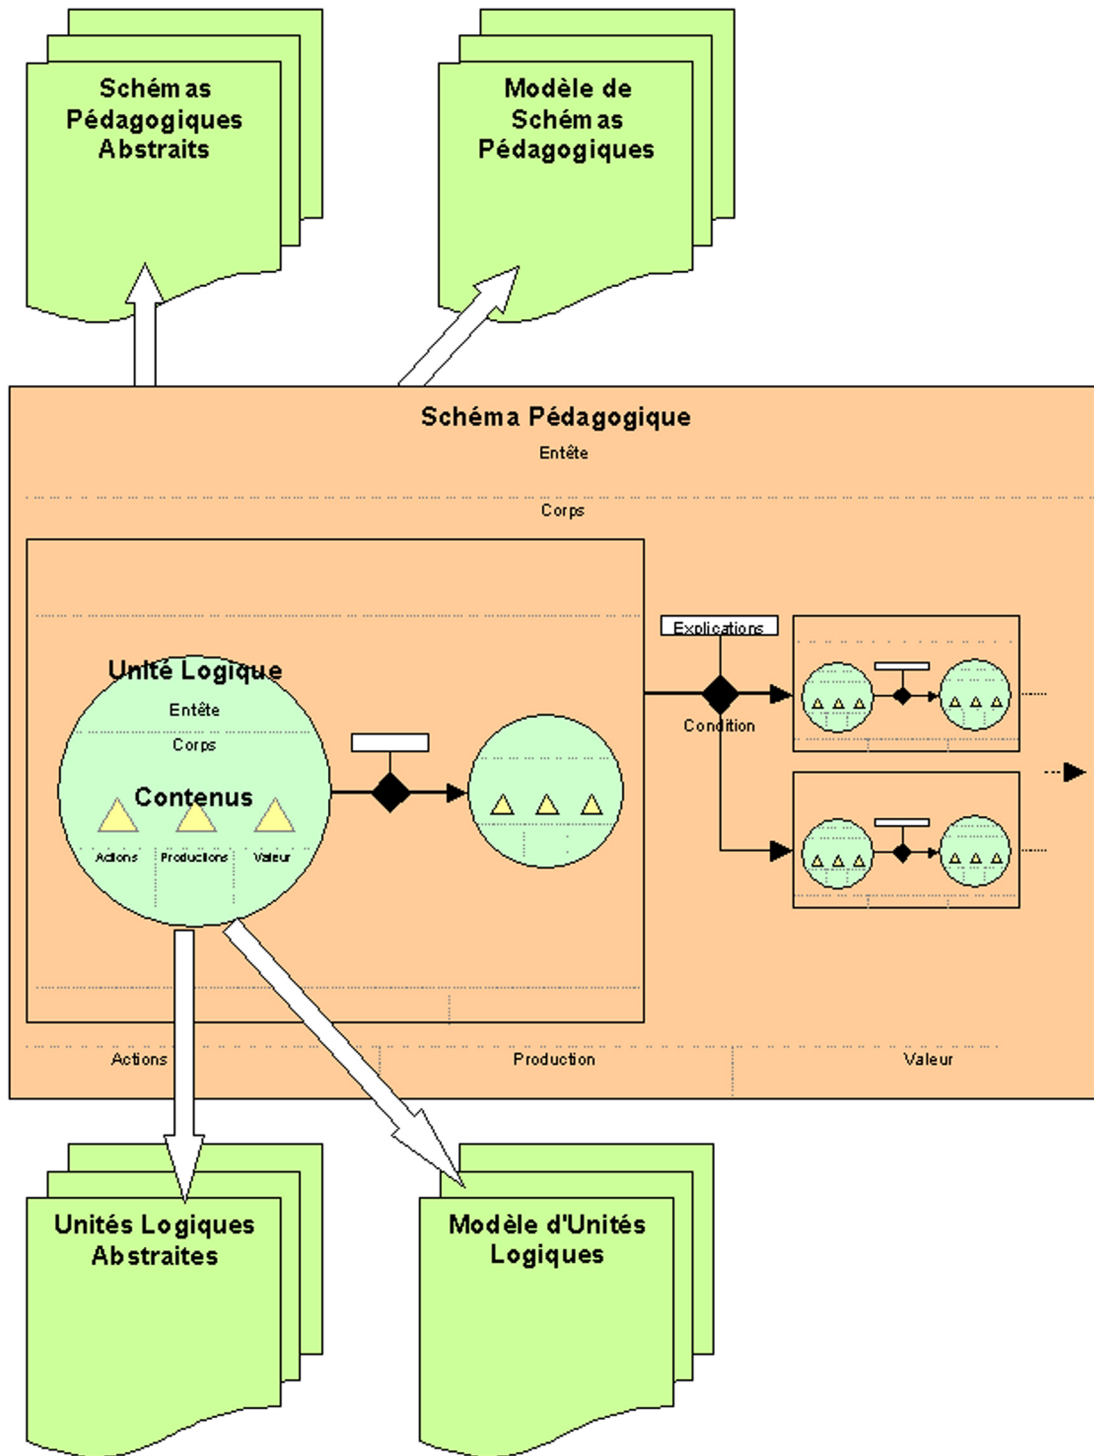 Schémas
Pédagogiques
Abstraits
Modèle de
Schémas
Pédagogiques
Schéma Pédagogique
Entête
Corps
Explications
Condition
Unité Logique
Entête
Corps
Contenus
Actions
Productions
Valeur
Actions
Production
Valeur
Unités Logiques
Abstraites
Modèle d'Unités
Logiques